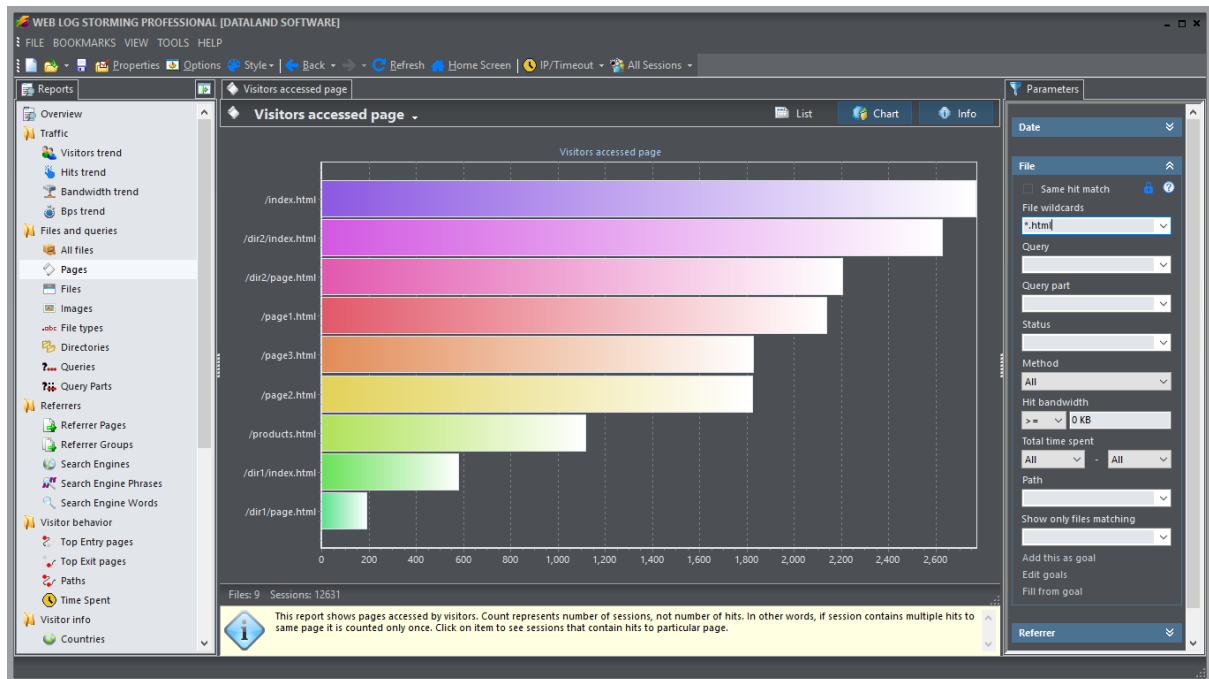 WEB LOG STORMING PROFESSIONAL [DATALAND SOFTWARE]
FILE BOOKMARKS VIEW TOOLS HELP
Properties Options Style Back Refresh Home Screen IP/Timeout All Sessions
Reports
Overview
Traffic
Visitors trend
Hits trend
Bandwidth trend
Bps trend
Files and queries
All files
Pages
Files
Images
.abc File types
Directories
?... Queries
Query Parts
Referrers
Referrer Pages
Referrer Groups
Search Engines
Search Engine Phrases
Search Engine Words
Visitor behavior
Top Entry pages
Top Exit pages
Paths
Time Spent
Visitor info
Countries
Visitors accessed page
Visitors accessed page
List Chart Info
Visitors accessed page
/index.html
/dir2/index.html
/dir2/page.html
/page1.html
/page3.html
/page2.html
/products.html
/dir1/index.html
/dir1/page.html
0 200 400 600 800 1,000 1,200 1,400 1,600 1,800 2,000 2,200 2,400 2,600
Files: 9 Sessions: 12631
This report shows pages accessed by visitors. Count represents number of sessions, not number of hits. In other words, if session contains multiple hits to
same page it is counted only once. Click on item to see sessions that contain hits to particular page.
Parameters
Date
File
Same hit match ?
File wildcards
*.html
Query
Query part
Status
Method
All
Hit bandwidth
>= 0 KB
Total time spent
All - All
Path
Show only files matching
Add this as goal
Edit goals
Fill from goal
Referrer